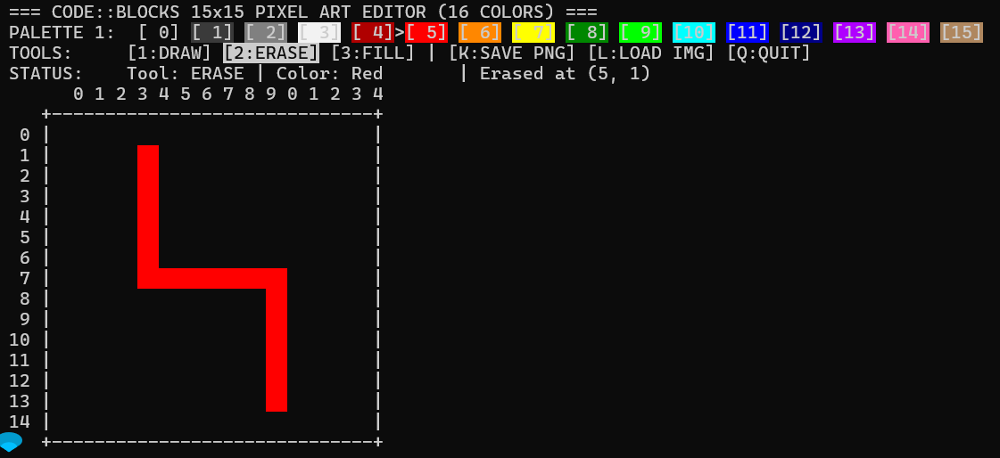 === CODE::BLOCKS 15x15 PIXEL ART EDITOR (16 COLORS) ===
PALETTE 1:  [ 0] [ 1] [ 2] [ 3] [ 4]>[ 5] [ 6] [ 7] [ 8] [ 9] [10] [11] [12] [13] [14] [15]
TOOLS:     [1:DRAW] [2:ERASE] [3:FILL] | [K:SAVE PNG] [L:LOAD IMG] [Q:QUIT]
STATUS:    Tool: ERASE | Color: Red       | Erased at (5, 1)
      0 1 2 3 4 5 6 7 8 9 0 1 2 3 4
   +------------------------------+
 0 |                              |
 1 |                              |
 2 |                              |
 3 |                              |
 4 |                              |
 5 |                              |
 6 |                              |
 7 |                              |
 8 |                              |
 9 |                              |
10 |                              |
11 |                              |
12 |                              |
13 |                              |
14 |                              |
   +------------------------------+